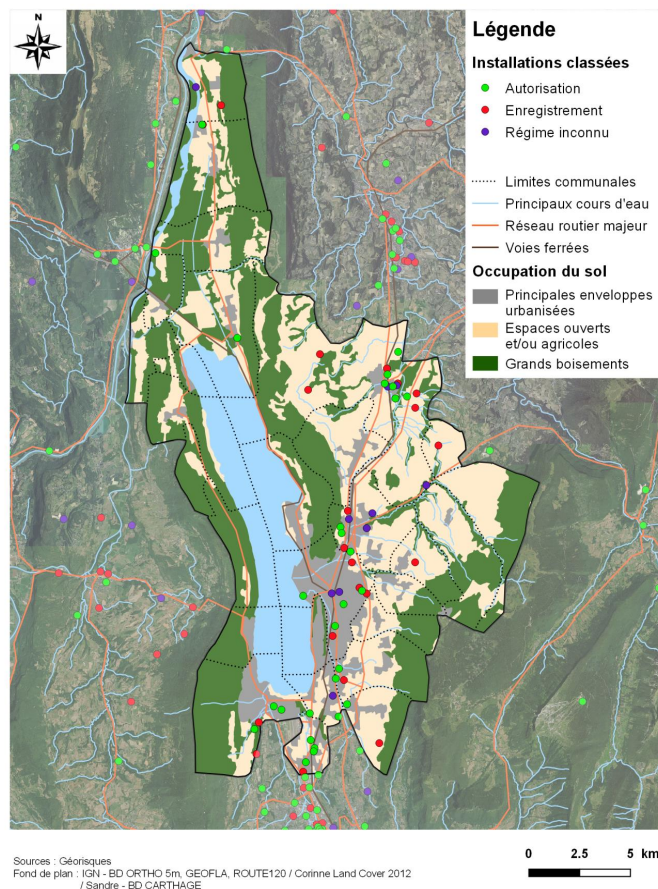 N
Légende
Installations classées
Autorisation
Enregistrement
Régime inconnu
Limites communales
Principaux cours d'eau
Réseau routier majeur
Voies ferrées
Occupation du sol
Principales enveloppes
urbanisées
Espaces ouverts
et/ou agricoles
Grands boisements
Sources : Géorisques
Fond de plan : IGN - BD ORTHO 5m, GEOFLA, ROUTE120 / Corinne Land Cover 2012
/ Sandre - BD CARTHAGE
0 2.5 5 km